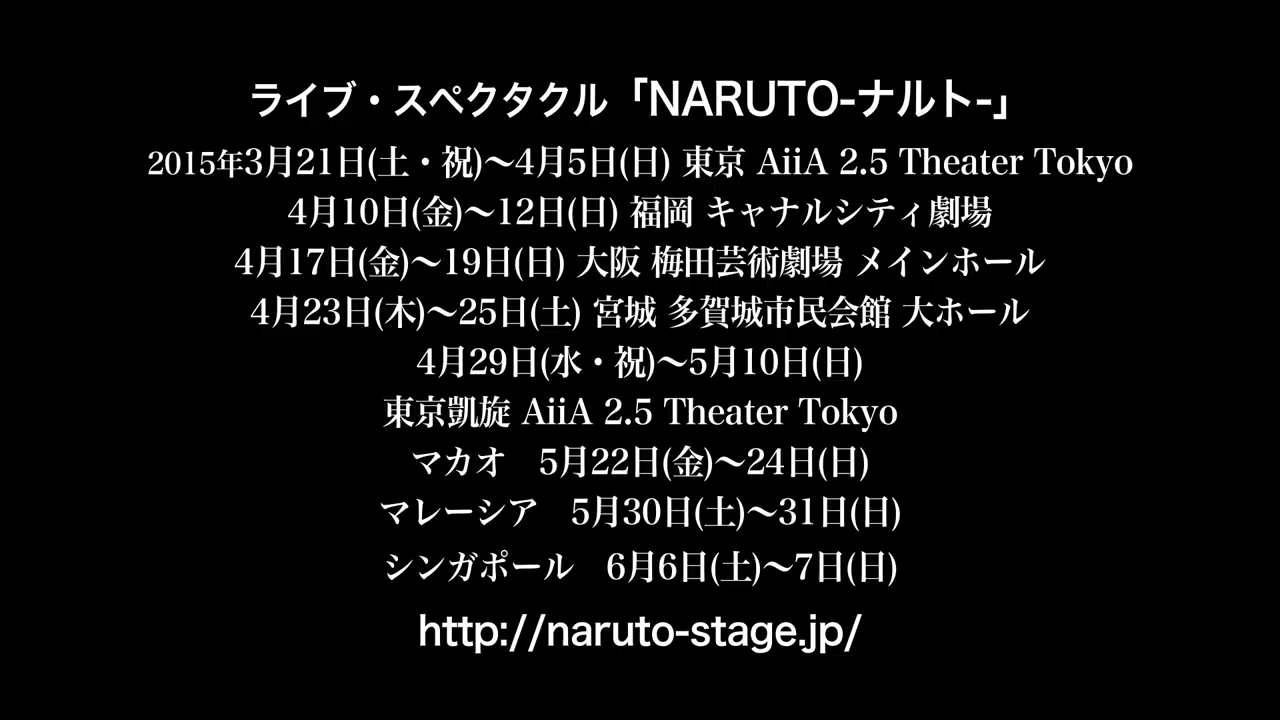 ライブ・スペクタクル「NARUTO-ナルト-」
2015年3月21日(土・祝)～4月5日(日) 東京 AiiA 2.5 Theater Tokyo
4月10日(金)～12日(日) 福岡 キャナルシティ劇場
4月17日(金)～19日(日) 大阪 梅田芸術劇場 メインホール
4月23日(木)～25日(土) 宮城 多賀城市民会館 大ホール
4月29日(水・祝)～5月10日(日)
東京凱旋 AiiA 2.5 Theater Tokyo
マカオ　5月22日(金)～24日(日)
マレーシア　5月30日(土)～31日(日)
シンガポール　6月6日(土)～7日(日)
http://naruto-stage.jp/